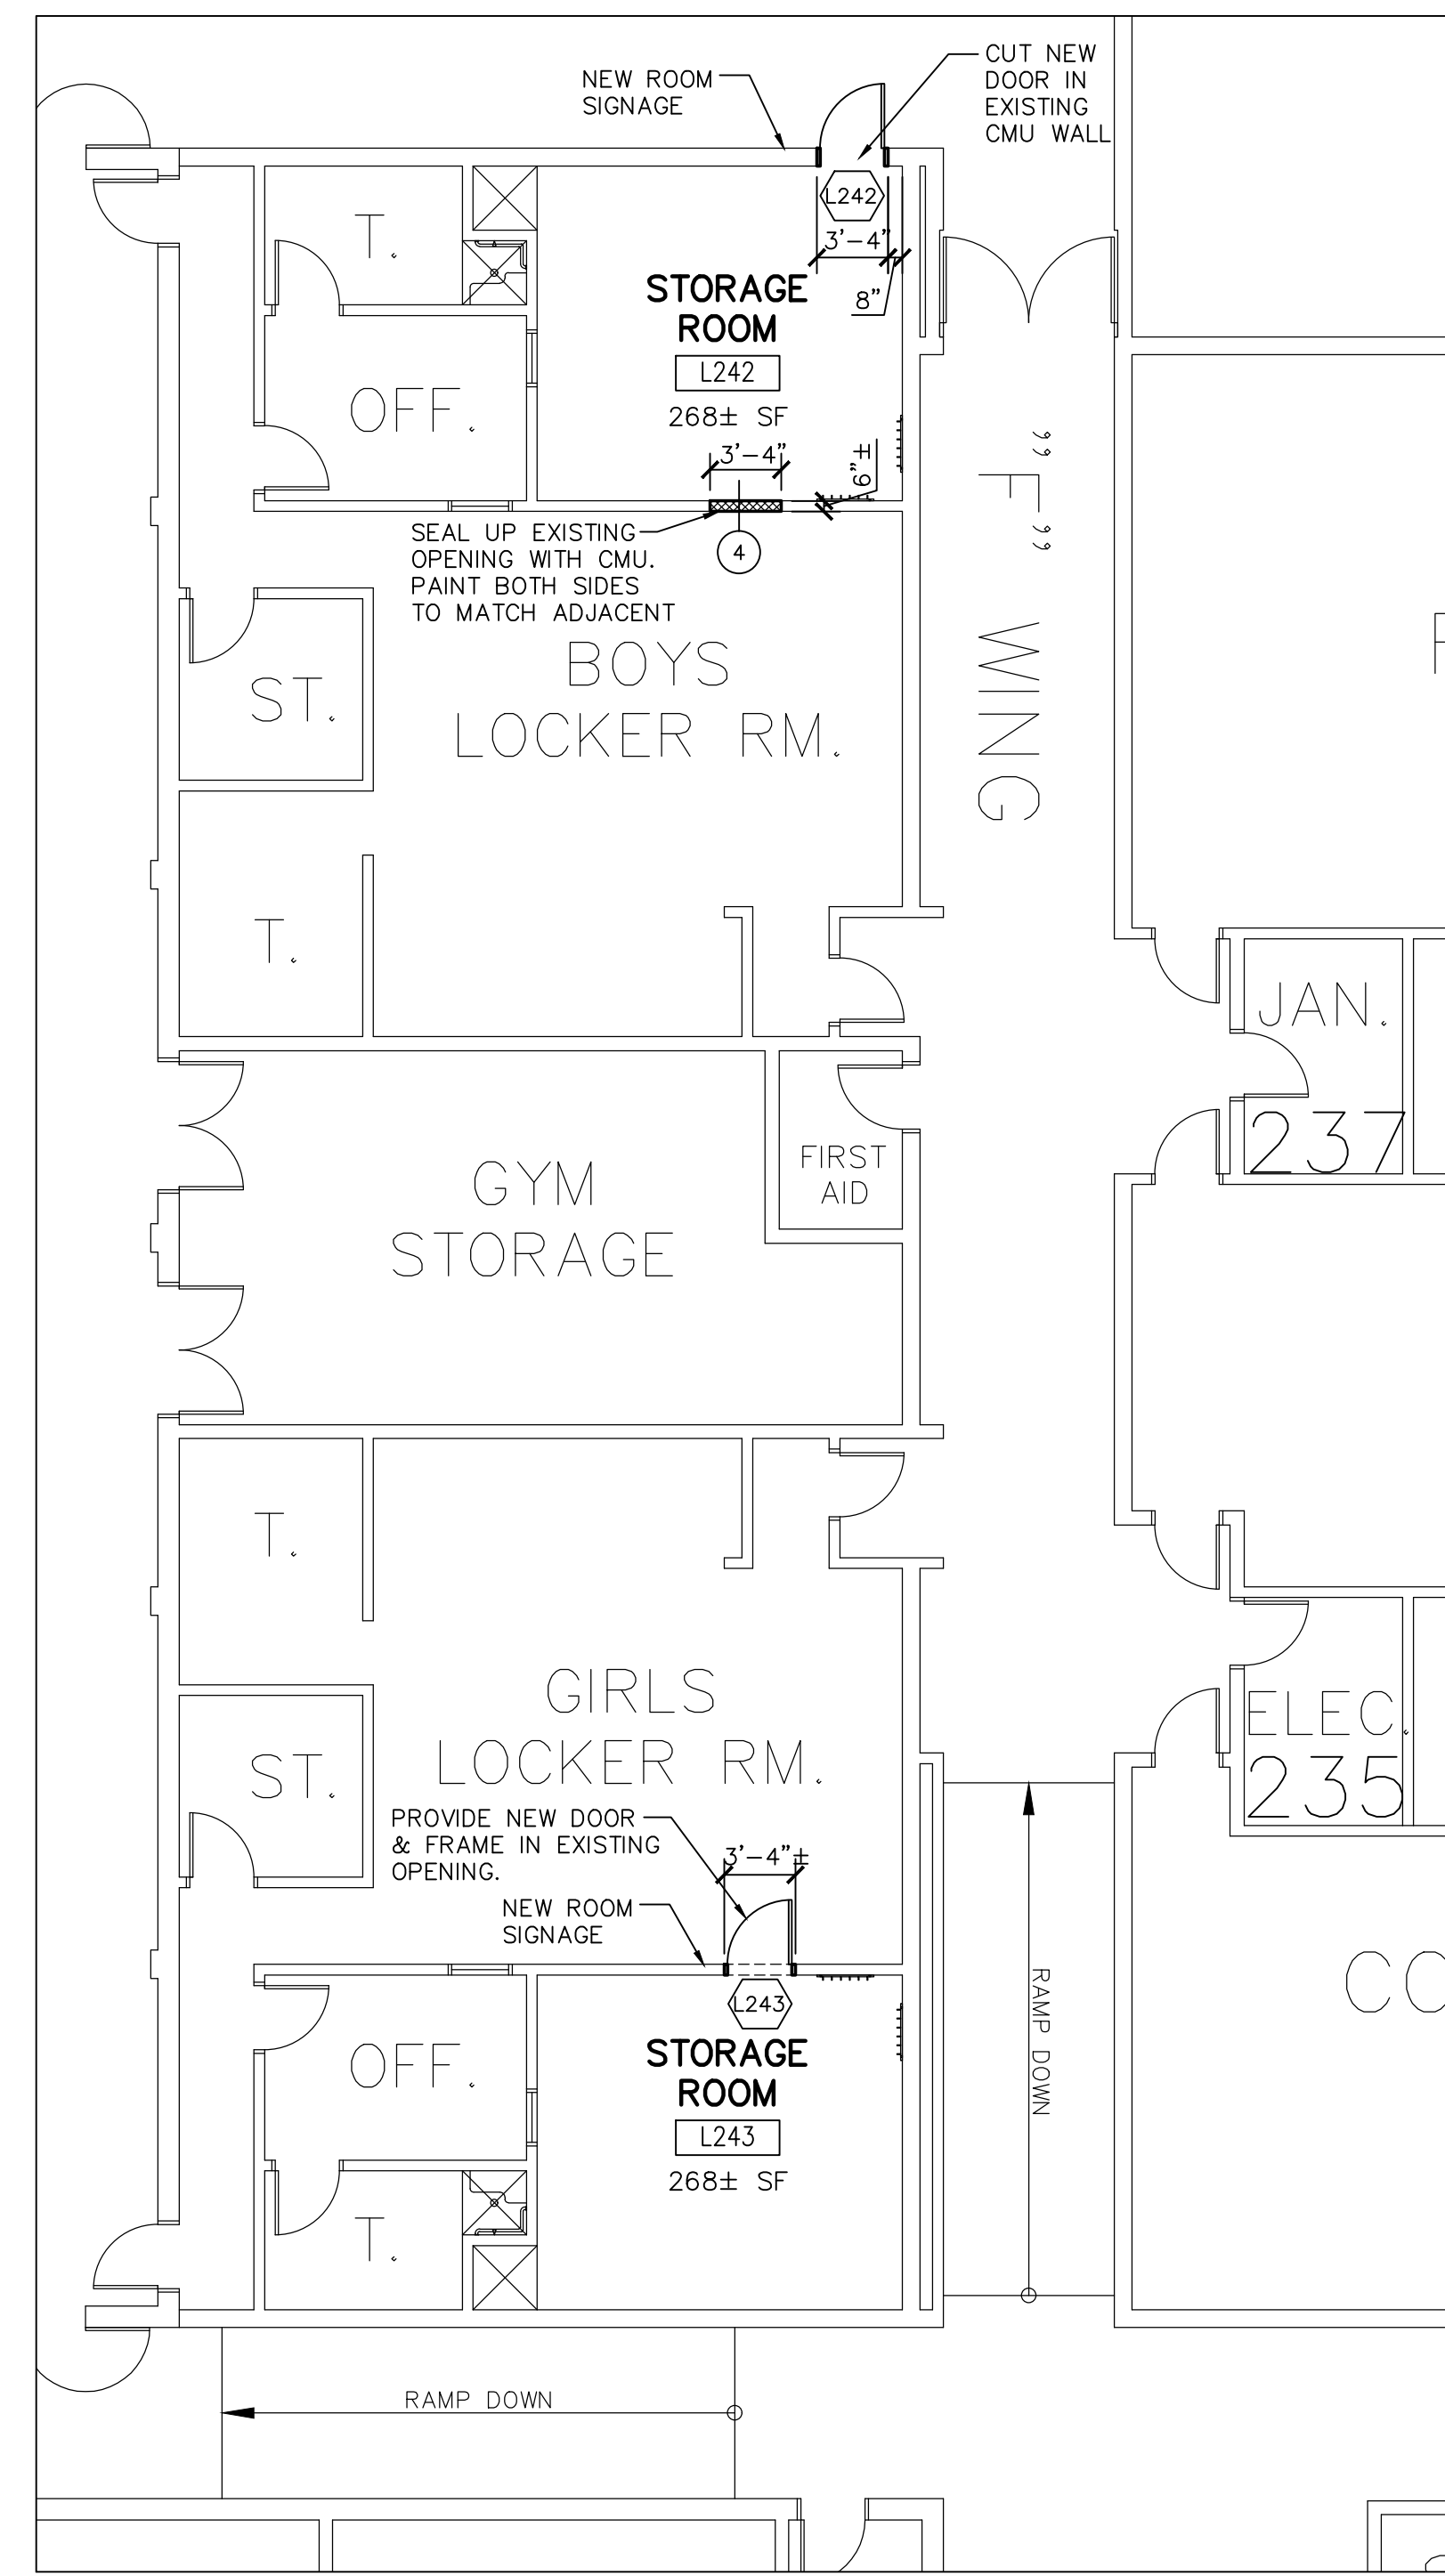 NEW ROOM
SIGNAGE
CUT NEW
DOOR IN
EXISTING
CMU WALL
L242
3'-4"
8"
T.
STORAGE
ROOM
L242
268± SF
OFF.
3'-4"
6"±
SEAL UP EXISTING
OPENING WITH CMU.
PAINT BOTH SIDES
TO MATCH ADJACENT
4
"F" WING
BOYS
LOCKER RM.
ST.
T.
JAN.
237
FIRST
AID
GYM
STORAGE
T.
GIRLS
LOCKER RM.
ELEC.
235
ST.
PROVIDE NEW DOOR
& FRAME IN EXISTING
OPENING.
3'-4"±
NEW ROOM
SIGNAGE
L243
STORAGE
ROOM
L243
268± SF
OFF.
T.
RAMP DOWN
CO
RAMP DOWN